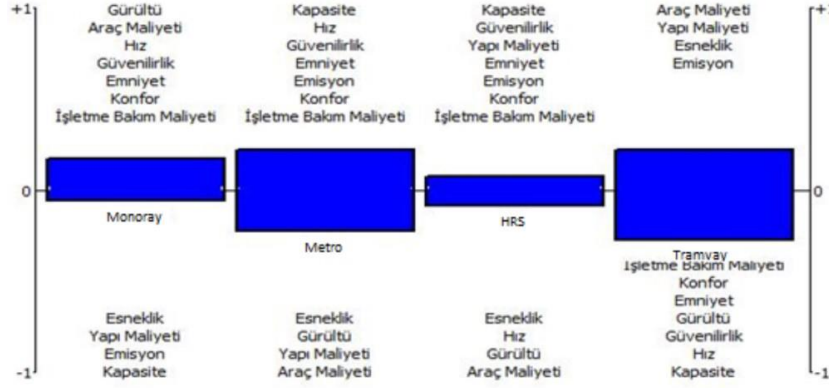 +1
Gürültü
Araç Maliyeti
Hız
Güvenilirlik
Emniyet
Konfor
İşletme Bakım Maliyeti
Kapasite
Hız
Güvenilirlik
Emniyet
Emisyon
Konfor
İşletme Bakım Maliyeti
Kapasite
Güvenilirlik
Yapı Maliyeti
Emniyet
Emisyon
Konfor
İşletme Bakım Maliyeti
Araç Maliyeti
Yapı Maliyeti
Esneklik
Emisyon
+1
0
0
Monoray
Metro
HRS
Tramvay
Esneklik
Yapı Maliyeti
Emisyon
Kapasite
Esneklik
Gürültü
Yapı Maliyeti
Araç Maliyeti
Esneklik
Hız
Gürültü
Araç Maliyeti
İşletme Bakım Maliyeti
Konfor
Emniyet
Gürültü
Güvenilirlik
Hız
Kapasite
-1
-1